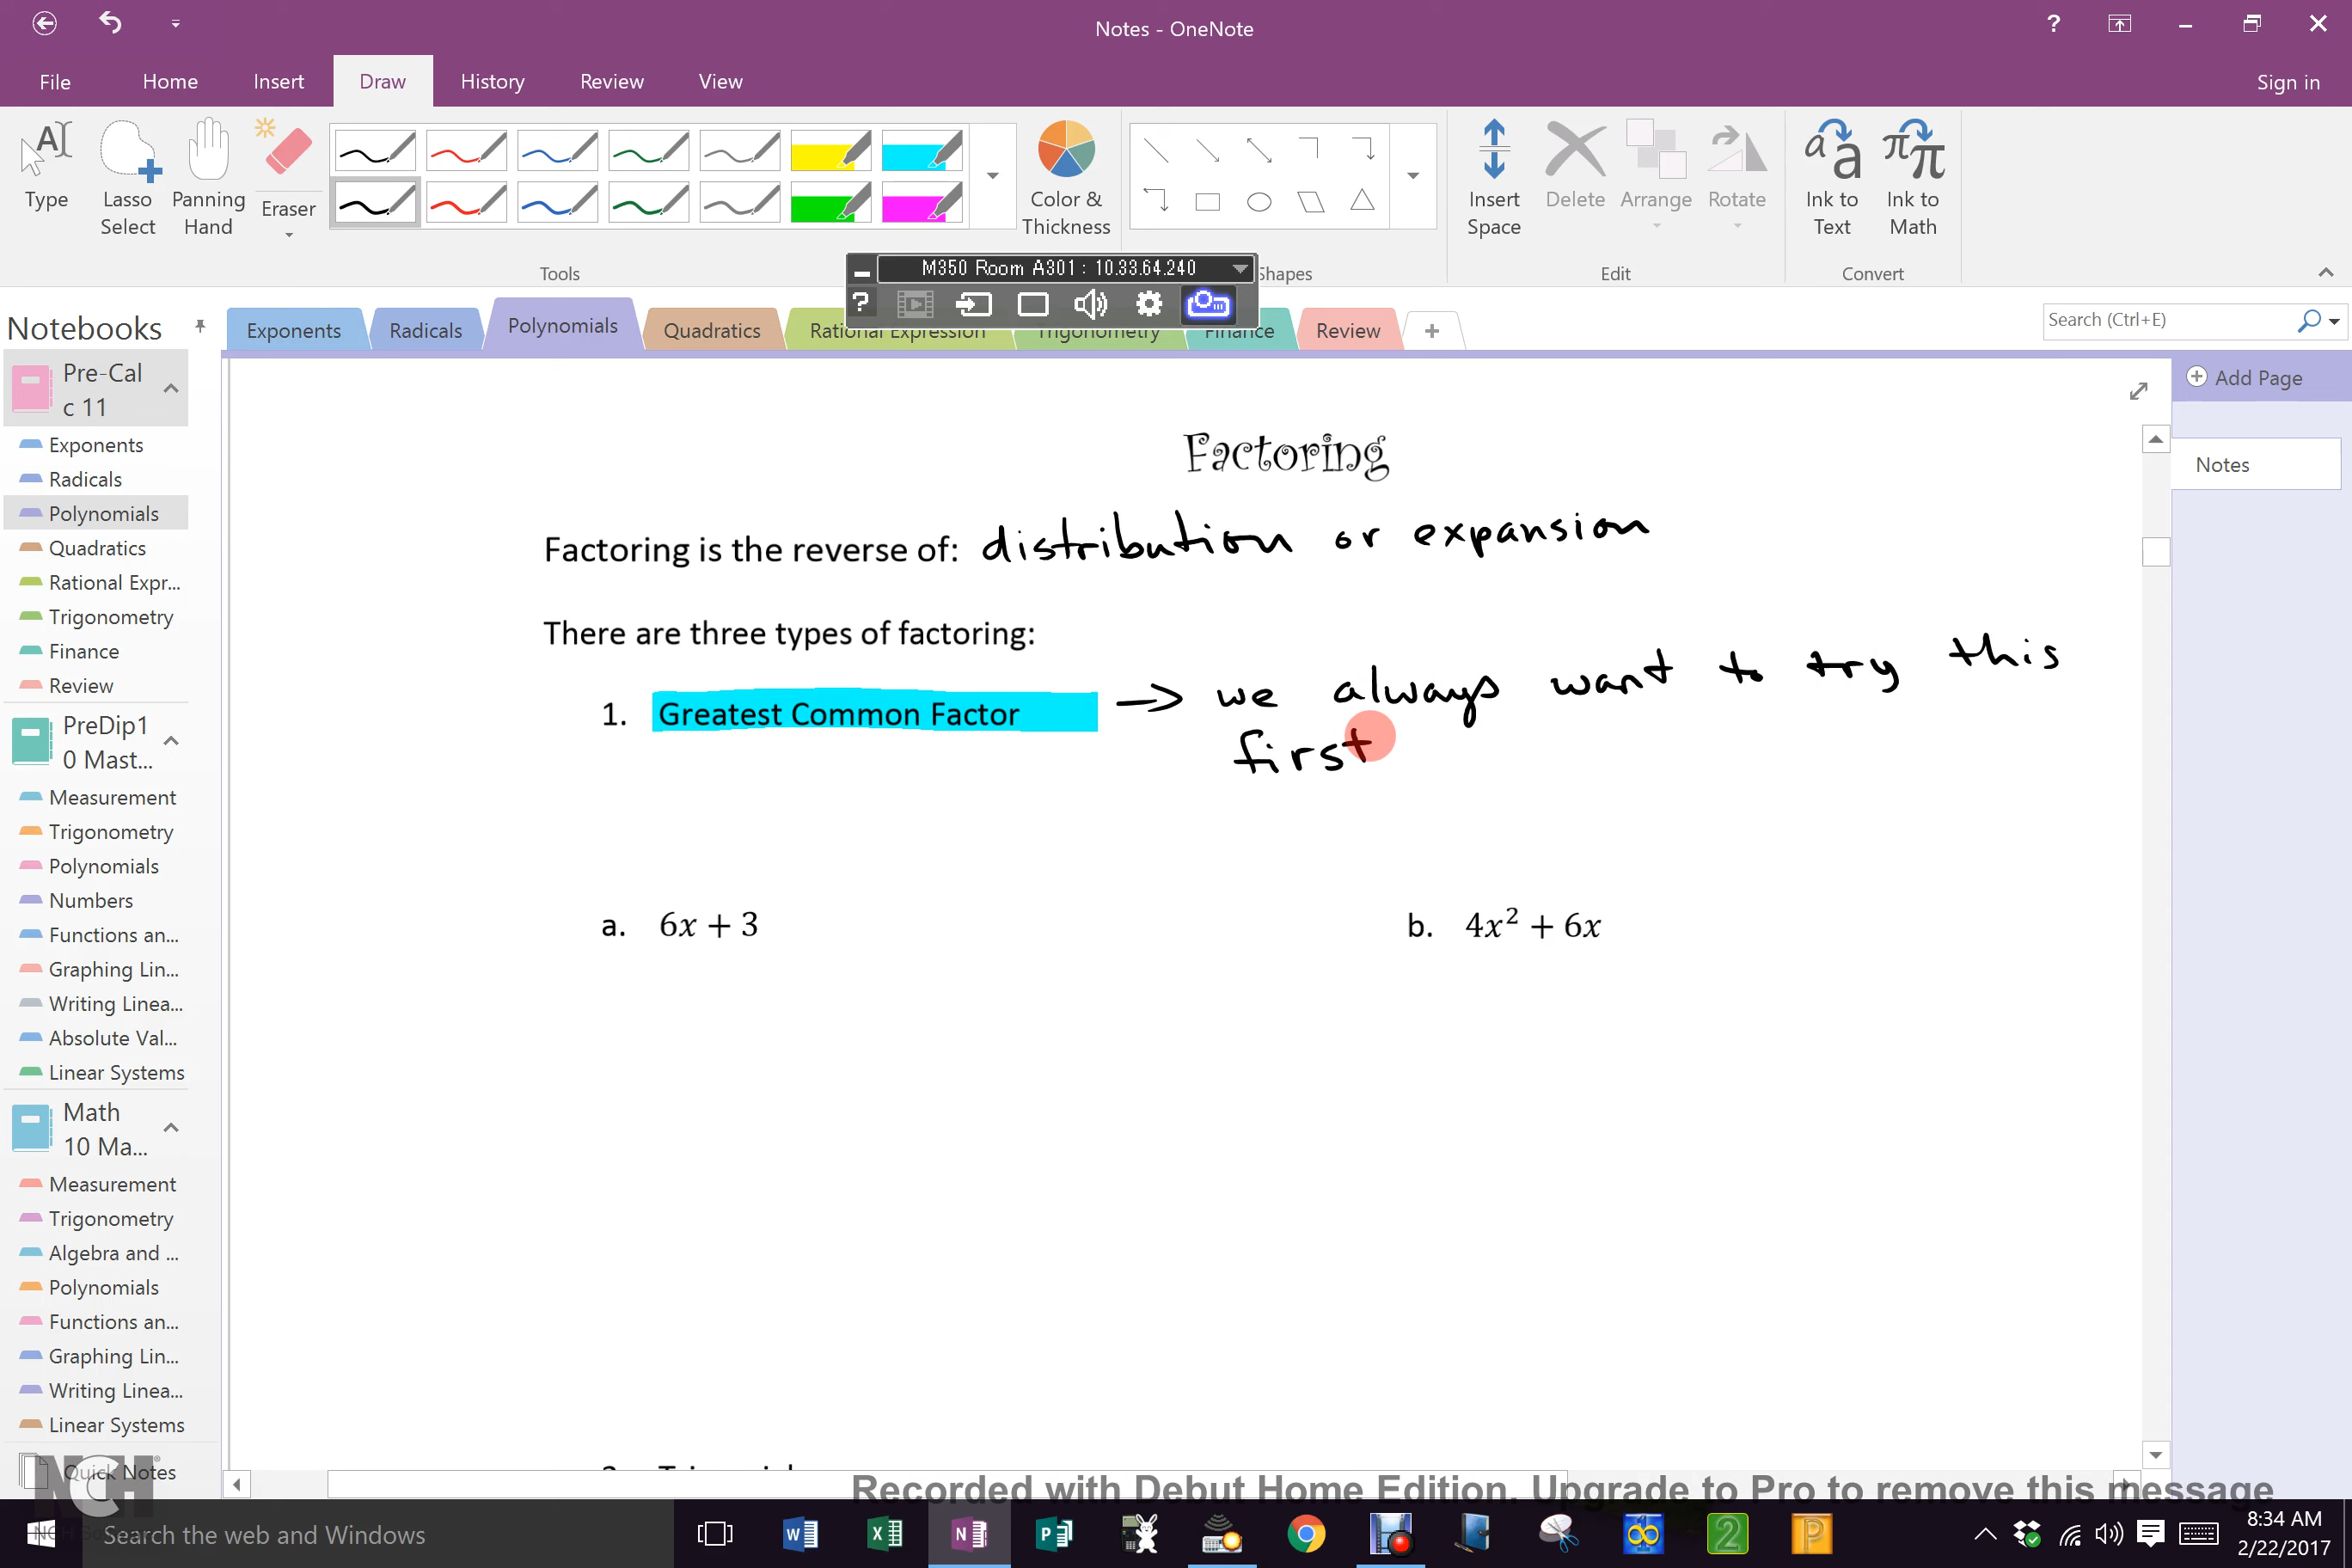 Notes - OneNote
File Home Insert Draw History Review View Sign in
Type
Lasso Select
Panning Hand
Eraser
Color & Thickness
Insert Space
Delete
Arrange
Rotate
Ink to Text
Ink to Math
Tools Shapes Edit Convert
M350 Room A301 : 10.33.64.240
Notebooks
Exponents Radicals Polynomials Quadratics Rational Expression Trigonometry Finance Review +
Search (Ctrl+E)
Pre-Cal
c 11
Exponents
Radicals
Polynomials
Quadratics
Rational Expr...
Trigonometry
Finance
Review
PreDip1
0 Mast...
Measurement
Trigonometry
Polynomials
Numbers
Functions an...
Graphing Lin...
Writing Linea...
Absolute Val...
Linear Systems
Math
10 Ma...
Measurement
Trigonometry
Algebra and ...
Polynomials
Functions an...
Graphing Lin...
Writing Linea...
Linear Systems
Quick Notes
Add Page
Notes
Factoring
Factoring is the reverse of: distribution or expansion
There are three types of factoring:
1. Greatest Common Factor → we always want to try this
first
a. 6x + 3
b. 4x² + 6x
Recorded with Debut Home Edition. Upgrade to Pro to remove this message
NCH
Search the web and Windows
8:34 AM
2/22/2017